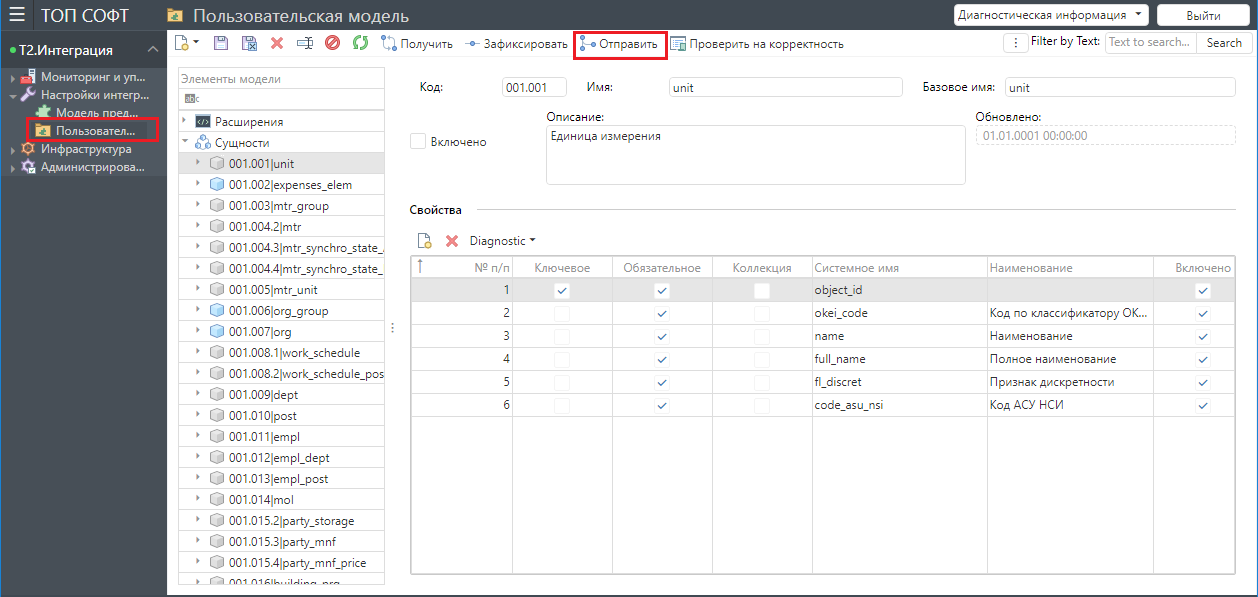 ТОП СОФТ
Пользовательская модель
Диагностическая информация
Выйти
Т2.Интеграция
Получить
Зафиксировать
Отправить
Проверить на корректность
Filter by Text:
Text to search...
Search
Мониторинг и уп...
Настройки интегр...
Модель пред...
Пользовател...
Инфраструктура
Администрирова...
Элементы модели
Расширения
Сущности
001.001|unit
001.002|expenses_elem
001.003|mtr_group
001.004.2|mtr
001.004.3|mtr_synchro_state_
001.004.4|mtr_synchro_state_
001.005|mtr_unit
001.006|org_group
001.007|org
001.008.1|work_schedule
001.008.2|work_schedule_pos
001.009|dept
001.010|post
001.011|empl
001.012|empl_dept
001.013|empl_post
001.014|mol
001.015.2|party_storage
001.015.3|party_mnf
001.015.4|party_mnf_price
001.016|building_prg
Код:
001.001
Имя:
unit
Базовое имя:
unit
Включено
Описание:
Единица измерения
Обновлено:
01.01.0001 00:00:00
Свойства
Diagnostic
№ п/п Ключевое Обязательное Коллекция Системное имя Наименование Включено
1 object_id
2 okei_code Код по классификатору ОК...
3 name Наименование
4 full_name Полное наименование
5 fl_discret Признак дискретности
6 code_asu_nsi Код АСУ НСИ